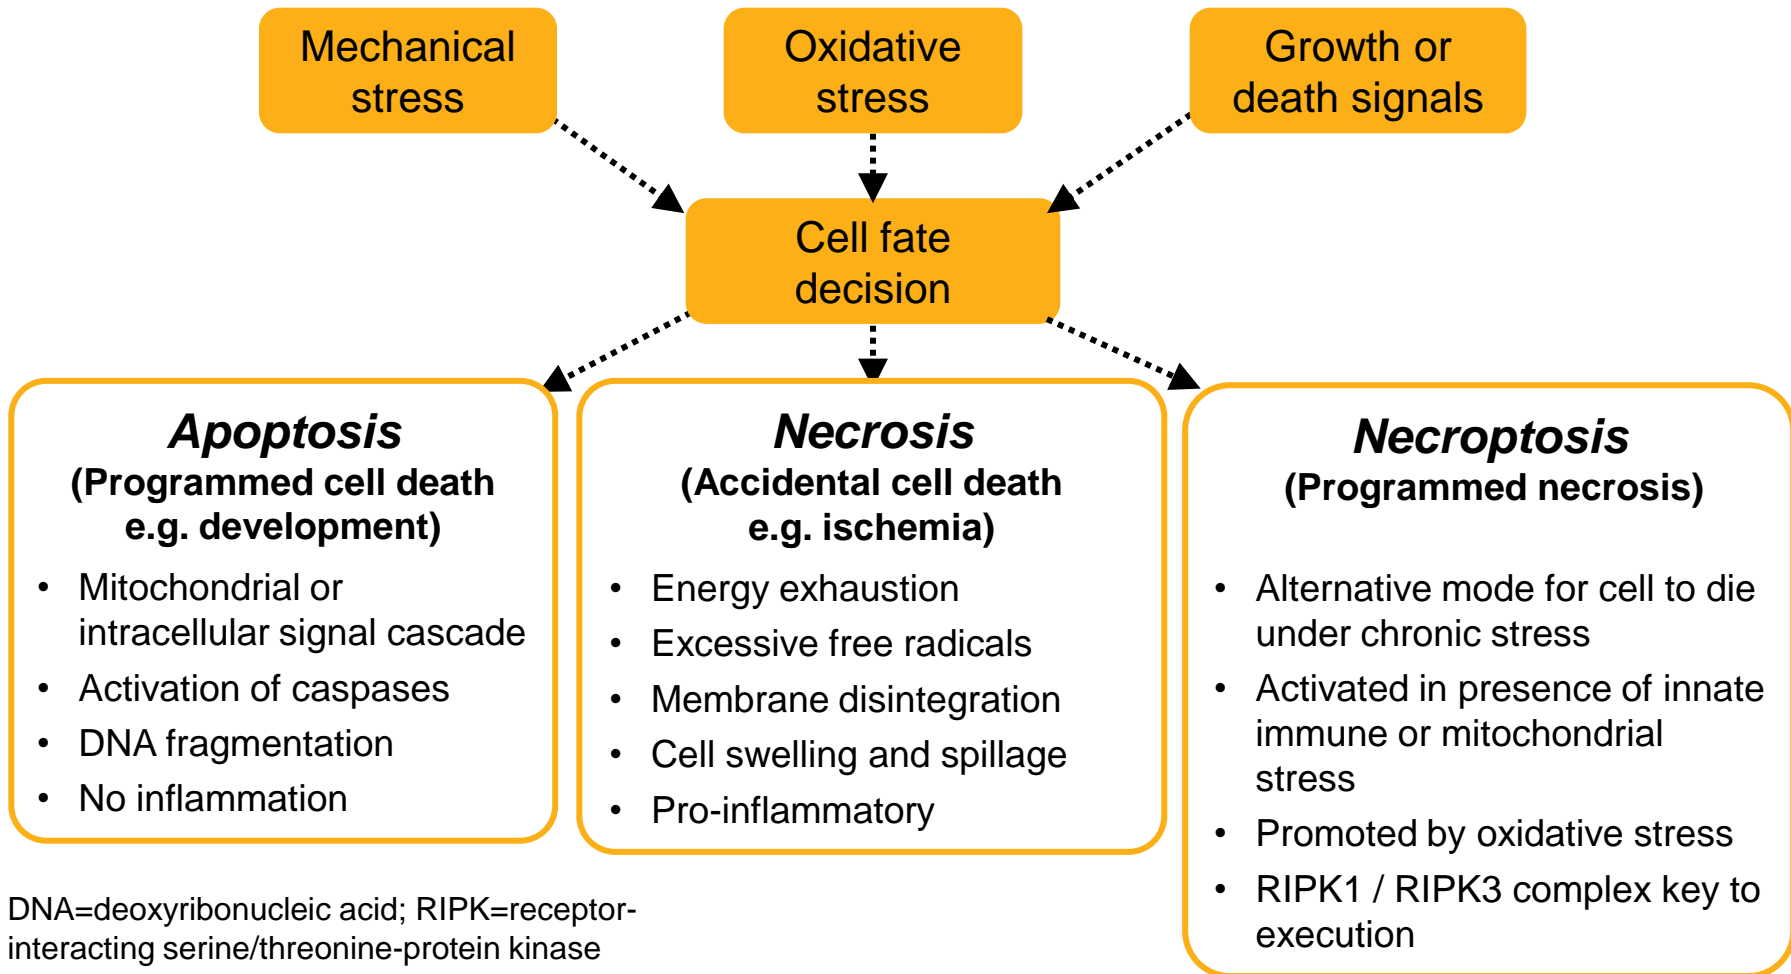 Mechanical
stress
Oxidative
stress
Growth or
death signals
Cell fate
decision
Apoptosis
(Programmed cell death
e.g. development)
• Mitochondrial or
intracellular signal cascade
• Activation of caspases
• DNA fragmentation
• No inflammation
Necrosis
(Accidental cell death
e.g. ischemia)
• Energy exhaustion
• Excessive free radicals
• Membrane disintegration
• Cell swelling and spillage
• Pro-inflammatory
Necroptosis
(Programmed necrosis)
• Alternative mode for cell to die
under chronic stress
• Activated in presence of innate
immune or mitochondrial
stress
• Promoted by oxidative stress
• RIPK1 / RIPK3 complex key to
execution
DNA=deoxyribonucleic acid; RIPK=receptor-
interacting serine/threonine-protein kinase